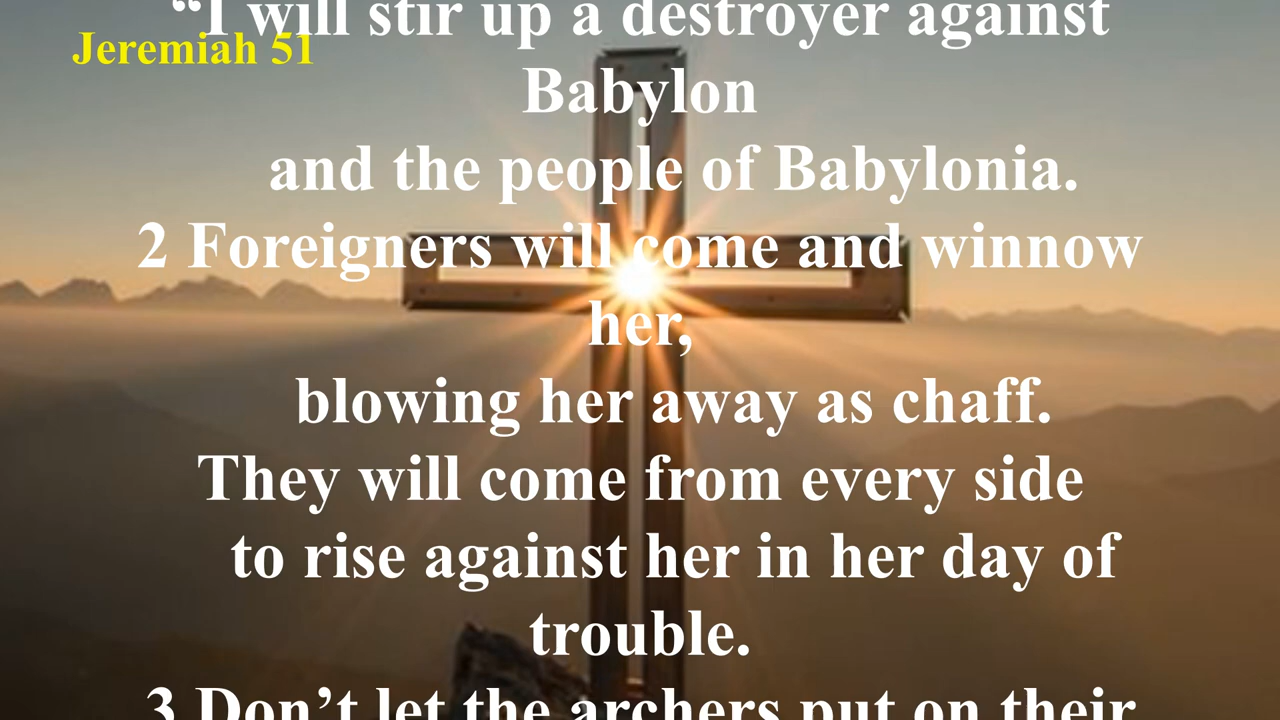 “I will stir up a destroyer against
Jeremiah 51
Babylon
and the people of Babylonia.
2 Foreigners will come and winnow
her,
blowing her away as chaff.
They will come from every side
to rise against her in her day of
trouble.
3 Don’t let the archers put on their